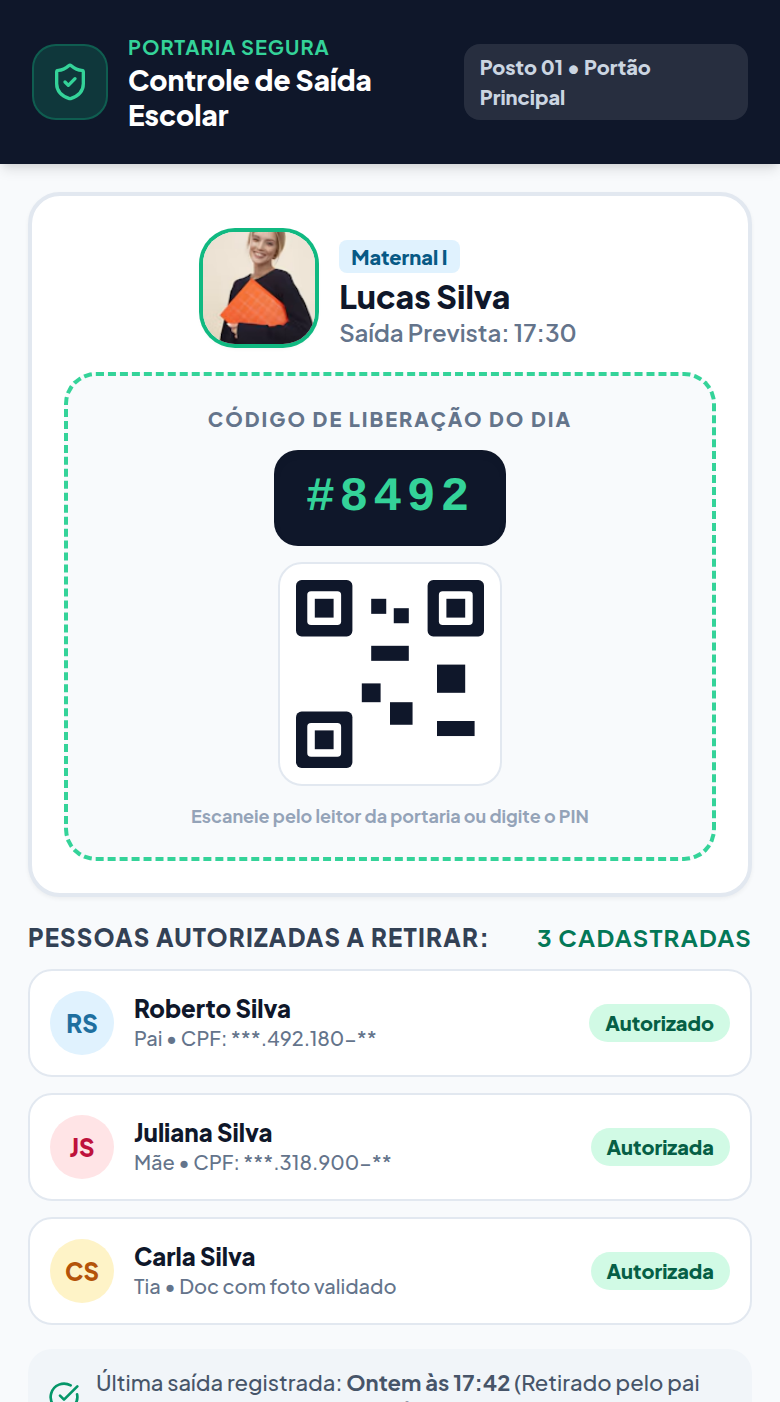 PORTARIA SEGURA
Controle de Saída
Escolar
Posto 01 • Portão
Principal
Maternal I
Lucas Silva
Saída Prevista: 17:30
CÓDIGO DE LIBERAÇÃO DO DIA
#8492
Escaneie pelo leitor da portaria ou digite o PIN
PESSOAS AUTORIZADAS A RETIRAR:
3 CADASTRADAS
RS
Roberto Silva
Pai • CPF: ***.492.180-**
Autorizado
JS
Juliana Silva
Mãe • CPF: ***.318.900-**
Autorizada
CS
Carla Silva
Tia • Doc com foto validado
Autorizada
Última saída registrada: Ontem às 17:42 (Retirado pelo pai